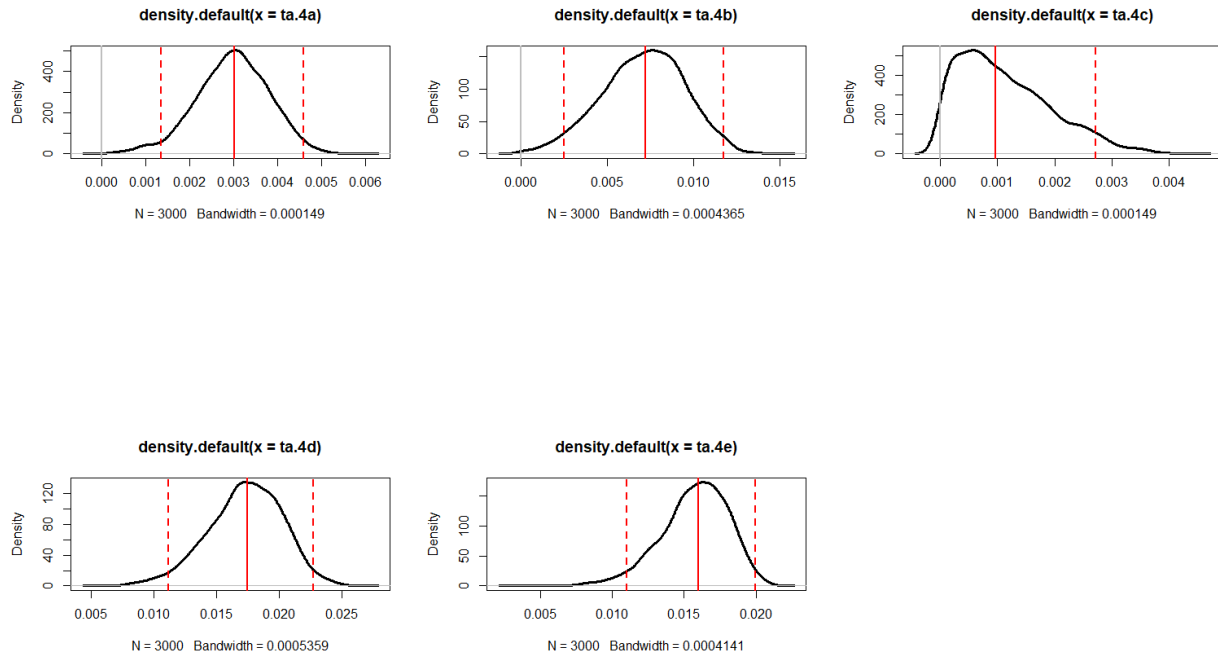 density.default(x = ta.4a)
Density
0 200 400
0.000 0.001 0.002 0.003 0.004 0.005 0.006
N = 3000 Bandwidth = 0.000149
density.default(x = ta.4b)
Density
0 50 100
0.000 0.005 0.010 0.015
N = 3000 Bandwidth = 0.0004365
density.default(x = ta.4c)
Density
0 200 400
0.000 0.001 0.002 0.003 0.004
N = 3000 Bandwidth = 0.000149
density.default(x = ta.4d)
Density
0 40 80 120
0.005 0.010 0.015 0.020 0.025
N = 3000 Bandwidth = 0.0005359
density.default(x = ta.4e)
Density
0 50 100
0.005 0.010 0.015 0.020
N = 3000 Bandwidth = 0.0004141